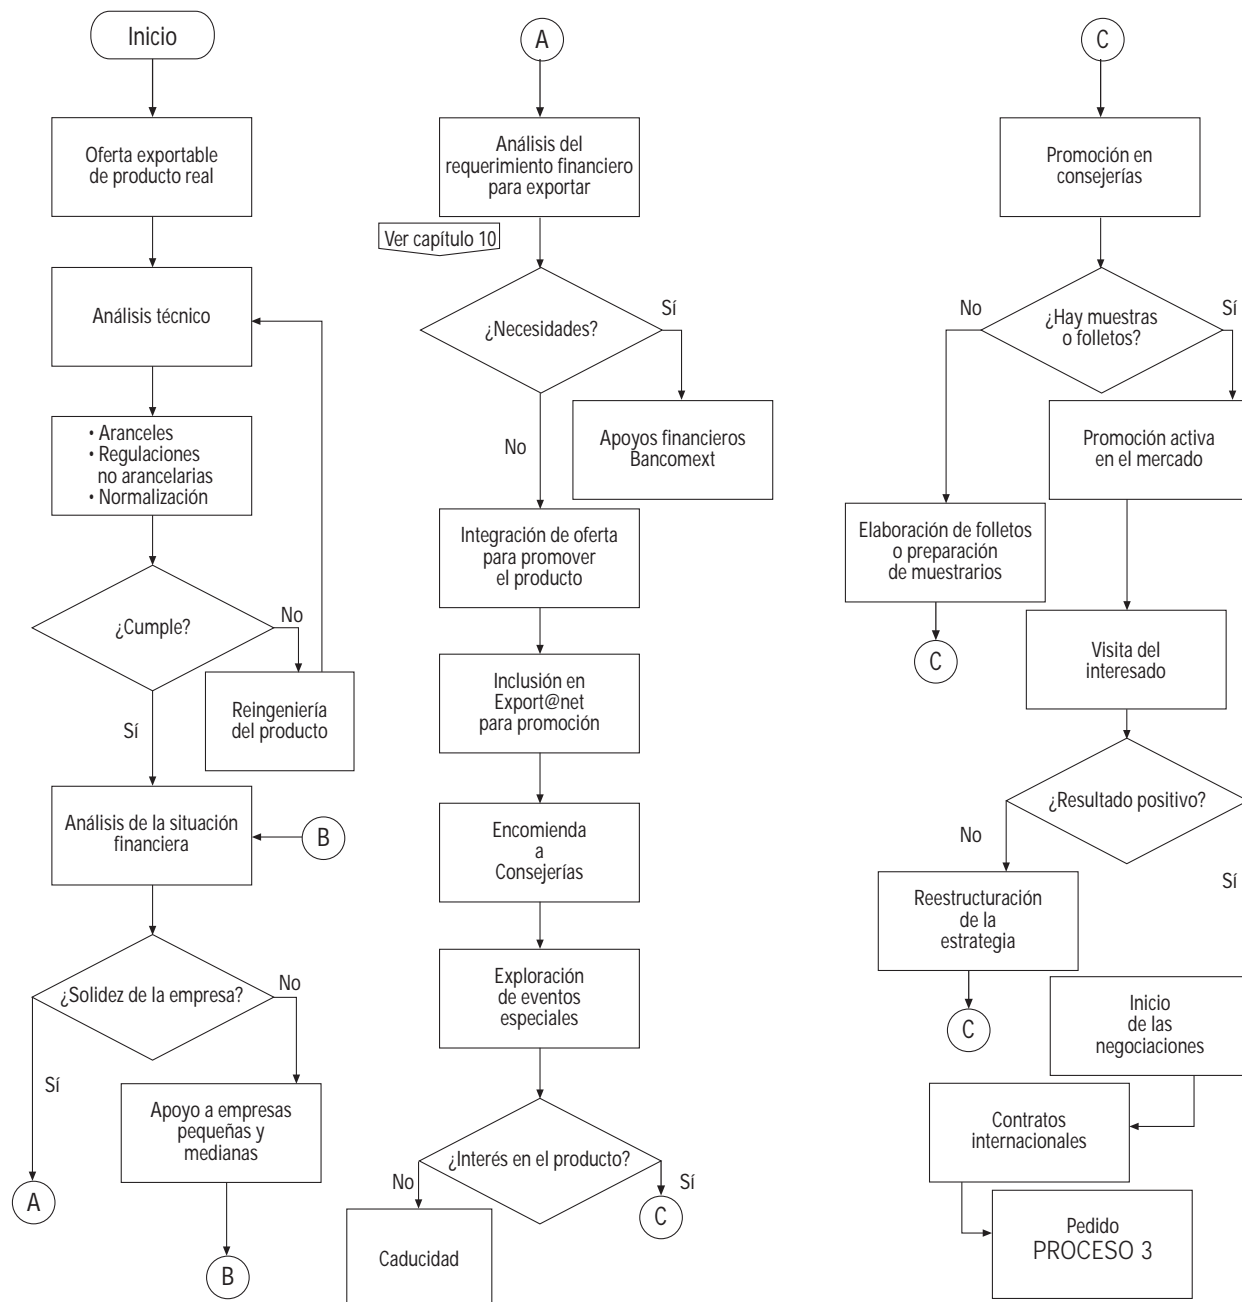 Inicio
Oferta exportable
de producto real
Análisis técnico
• Aranceles
• Regulaciones
no arancelarias
• Normalización
¿Cumple?
No
Reingeniería
del producto
Sí
Análisis de la situación
financiera
B
¿Solidez de la empresa?
No
Sí
Apoyo a empresas
pequeñas y
medianas
A
B
A
Análisis del
requerimiento financiero
para exportar
Ver capítulo 10
¿Necesidades?
Sí
Apoyos financieros
Bancomext
No
Integración de oferta
para promover
el producto
Inclusión en
Export@net
para promoción
Encomienda
a
Consejerías
Exploración
de eventos
especiales
¿Interés en el producto?
No
Sí
C
Caducidad
C
Promoción en
consejerías
No
Sí
¿Hay muestras
o folletos?
Promoción activa
en el mercado
Elaboración de folletos
o preparación
de muestrarios
C
Visita del
interesado
¿Resultado positivo?
No
Sí
Reestructuración
de la
estrategia
C
Inicio
de las
negociaciones
Contratos
internacionales
Pedido
PROCESO 3